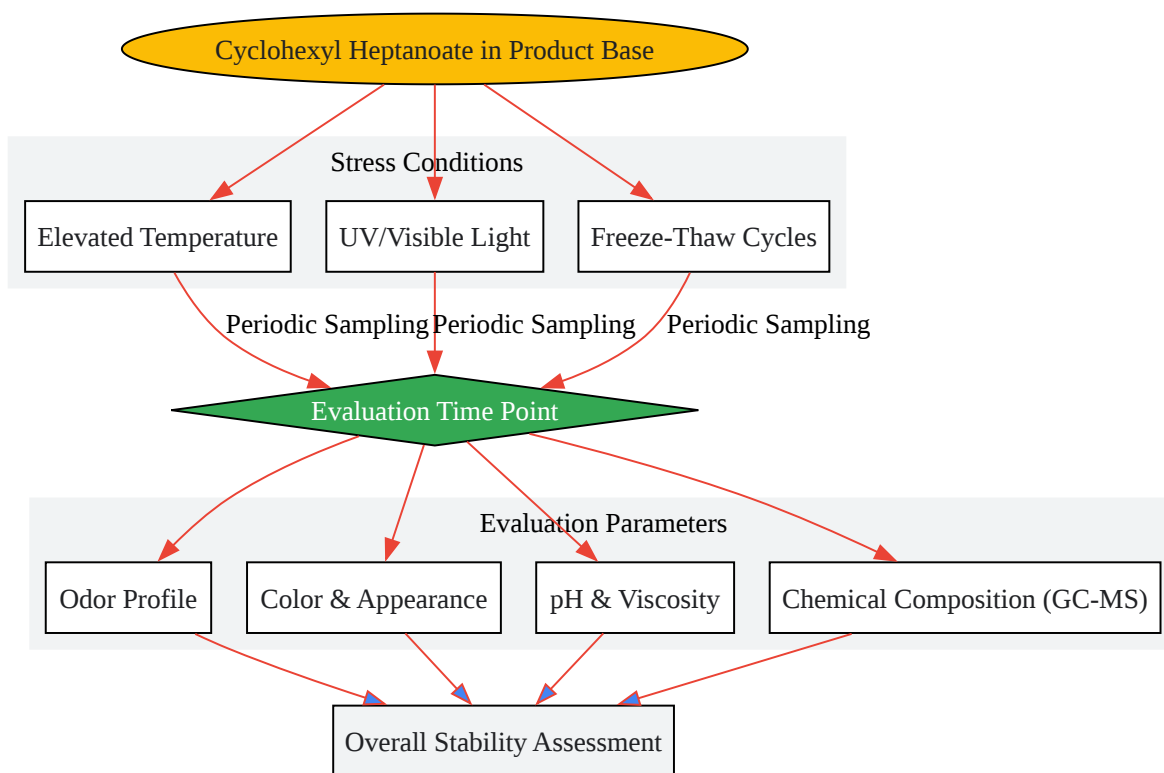 Cyclohexyl Heptanoate in Product Base
Stress Conditions
Elevated Temperature
UV/Visible Light
Freeze-Thaw Cycles
Periodic Sampling
Periodic Sampling
Periodic Sampling
Evaluation Time Point
Evaluation Parameters
Odor Profile
Color & Appearance
pH & Viscosity
Chemical Composition (GC-MS)
Overall Stability Assessment